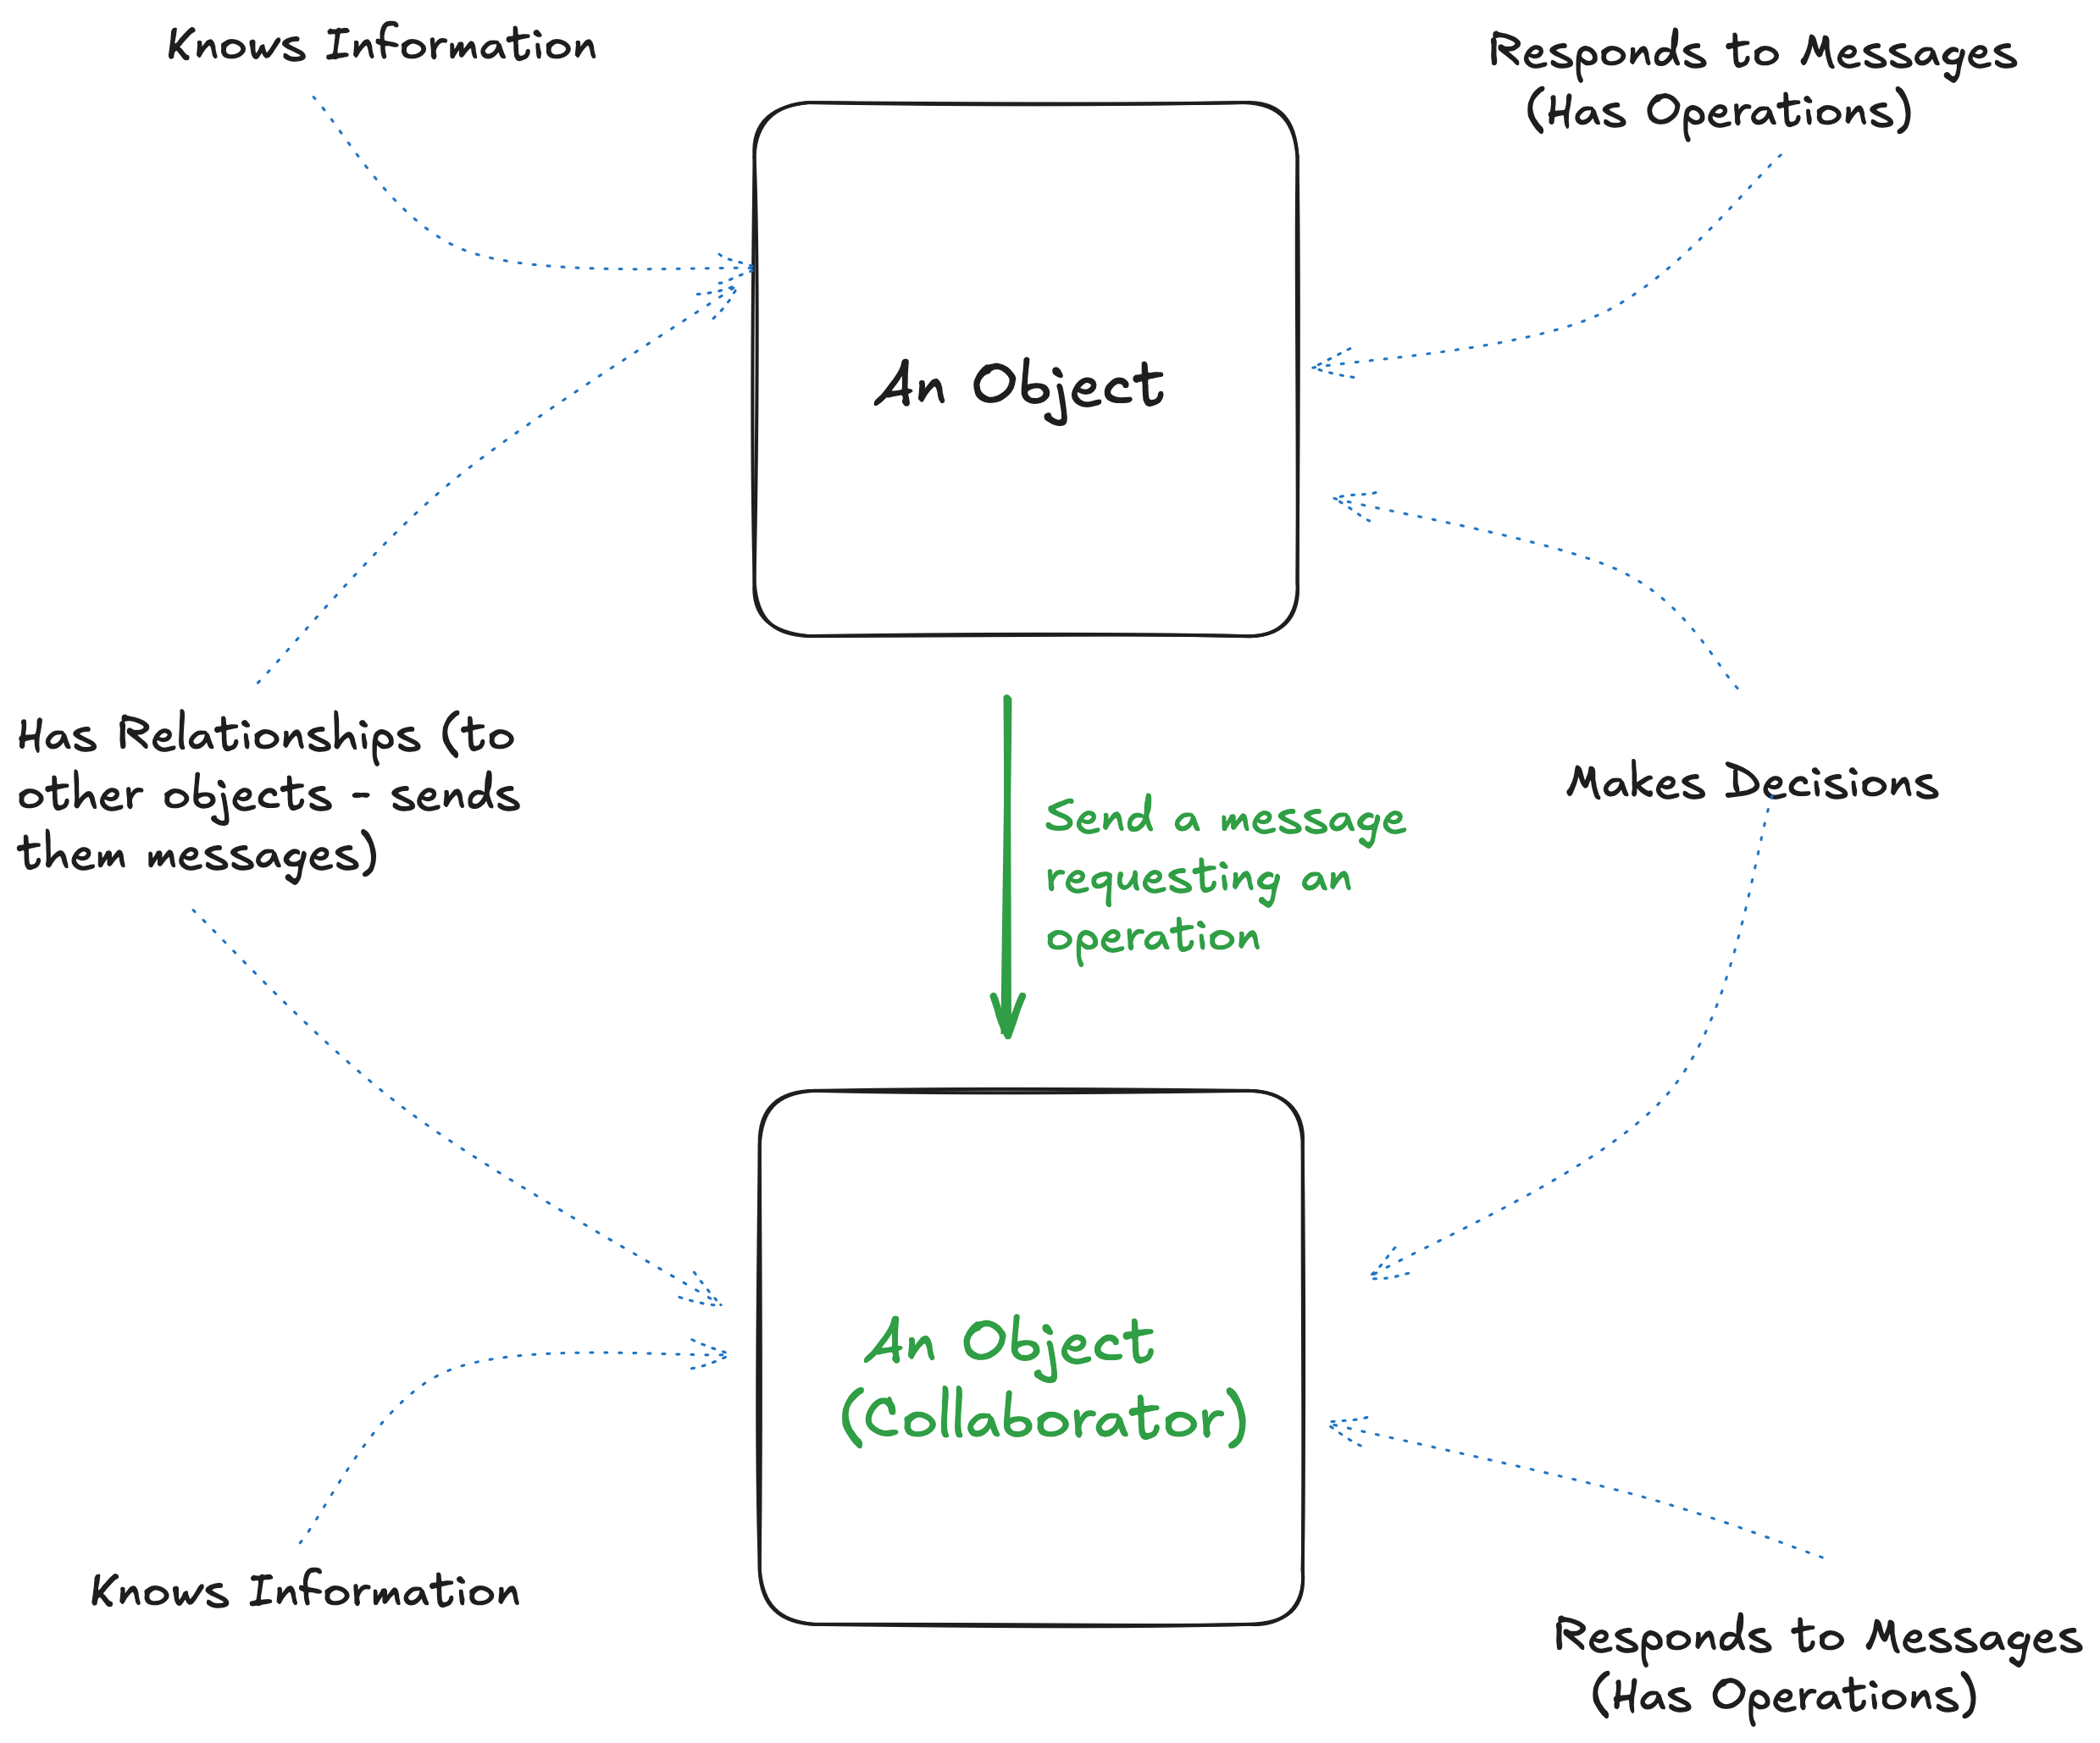 Knows Information
Responds to Messages
(Has Operations)
An Object
Has Relationships (to
other objects - sends
them messages)
Makes Decisions
Send a message
requesting an
operation
An Object
(Collaborator)
Knows Information
Responds to Messages
(Has Operations)